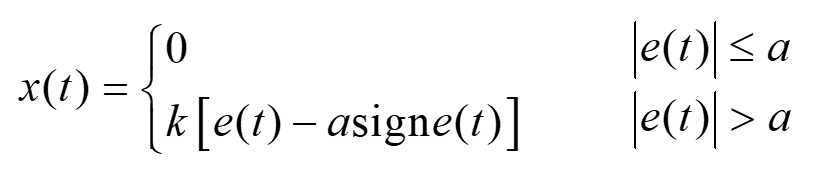 x(t) = { 0    |e(t)| ≤ a
k[e(t) − asigne(t)]    |e(t)| > a